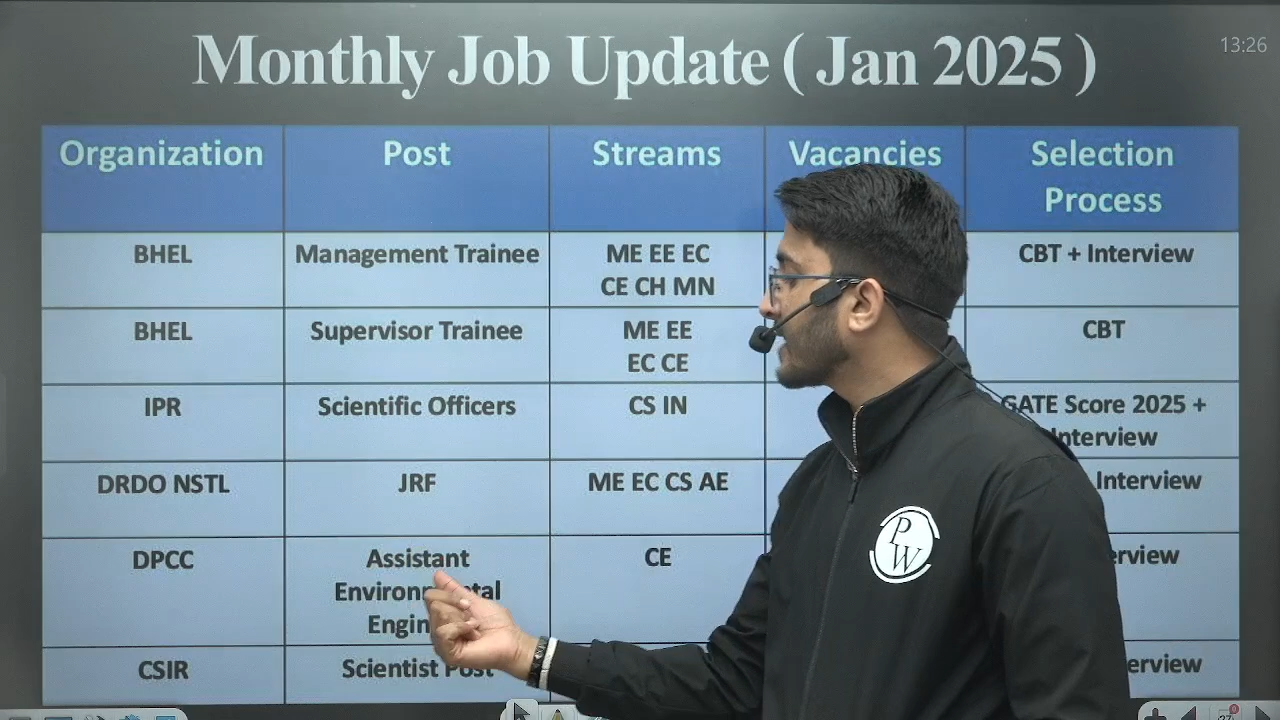 Monthly Job Update ( Jan 2025 )
13:26
Organization Post Streams Vacancies Selection
Process
BHEL Management Trainee ME EE EC CBT + Interview
CE CH MN
BHEL Supervisor Trainee ME EE CBT
EC CE
IPR Scientific Officers CS IN GATE Score 2025 +
Interview
DRDO NSTL JRF ME EC CS AE Interview
DPCC Assistant CE
CSIR Scientist Post
P
W